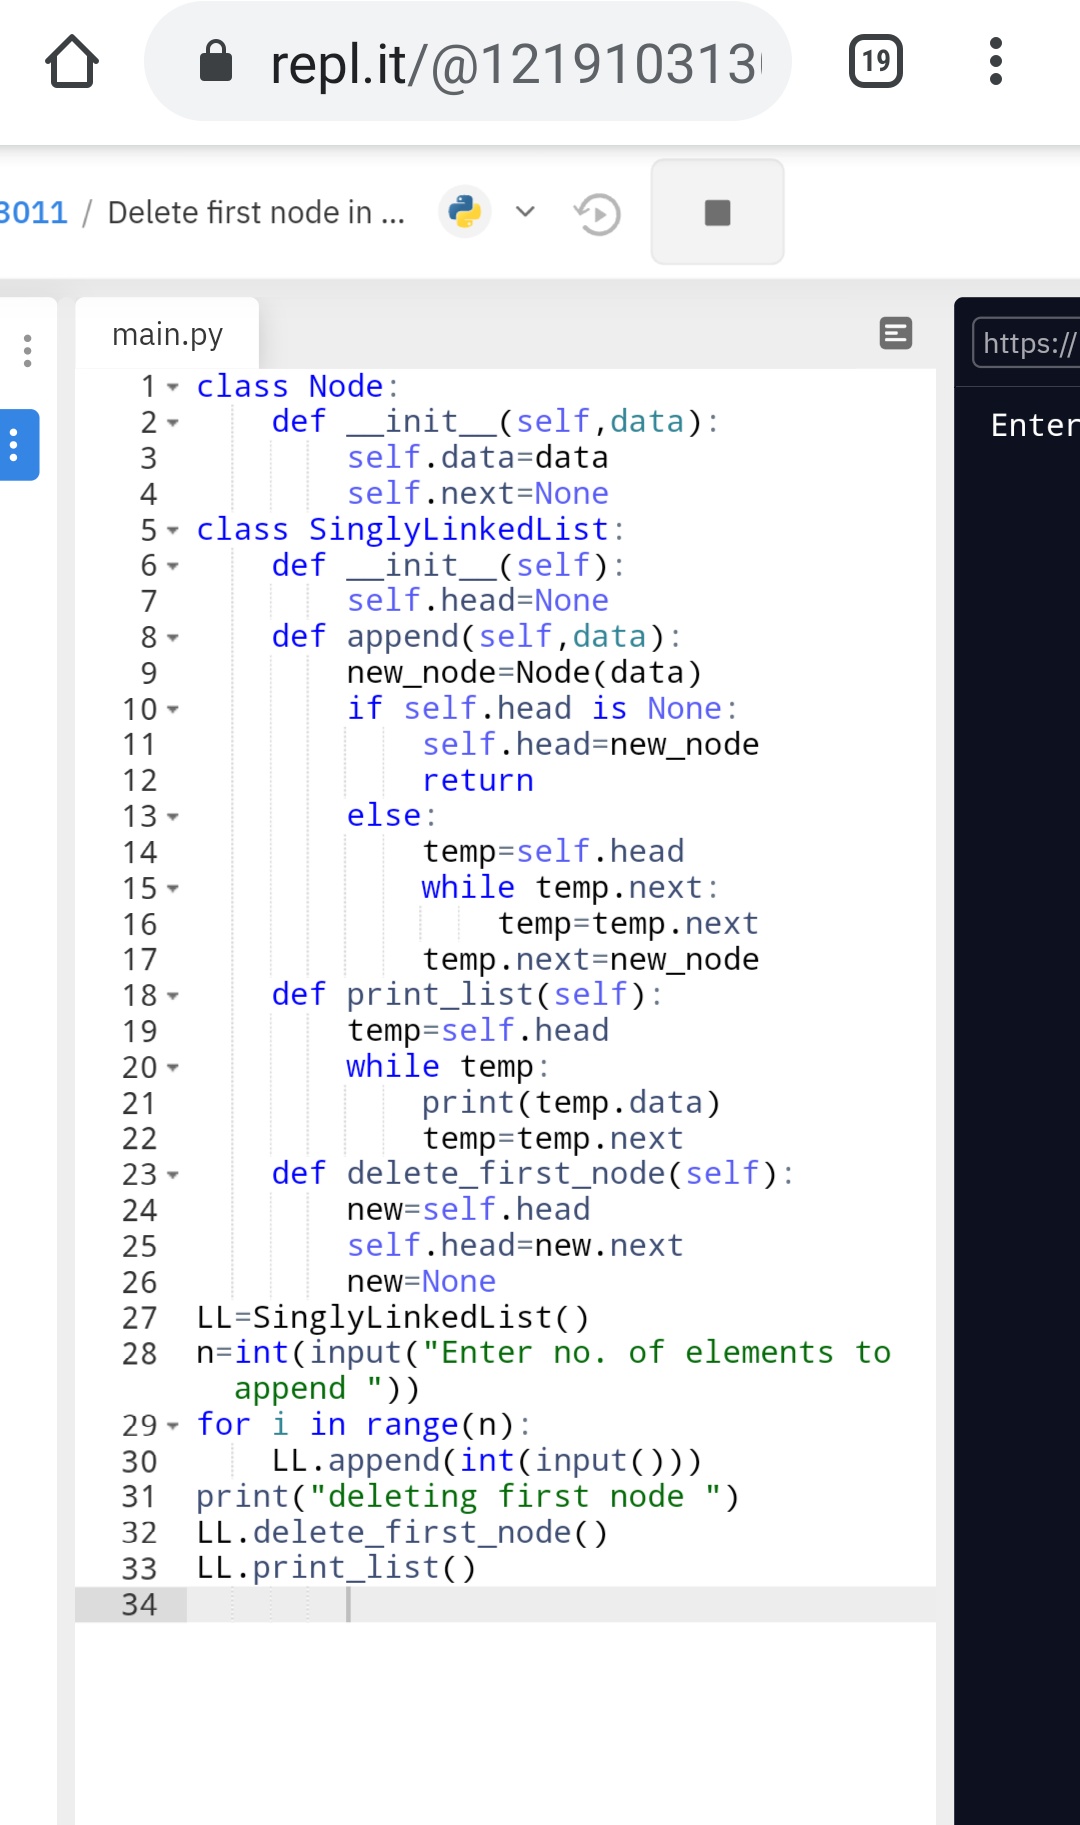 repl.it/@121910313
19
3011 / Delete first node in ...
main.py
https://
Enter
1 class Node:
2     def __init__(self,data):
3         self.data=data
4         self.next=None
5 class SinglyLinkedList:
6     def __init__(self):
7         self.head=None
8     def append(self,data):
9         new_node=Node(data)
10         if self.head is None:
11             self.head=new_node
12             return
13         else:
14             temp=self.head
15             while temp.next:
16                 temp=temp.next
17             temp.next=new_node
18     def print_list(self):
19         temp=self.head
20         while temp:
21             print(temp.data)
22             temp=temp.next
23     def delete_first_node(self):
24         new=self.head
25         self.head=new.next
26         new=None
27 LL=SinglyLinkedList()
28 n=int(input("Enter no. of elements to
append "))
29 for i in range(n):
30     LL.append(int(input()))
31 print("deleting first node ")
32 LL.delete_first_node()
33 LL.print_list()
34